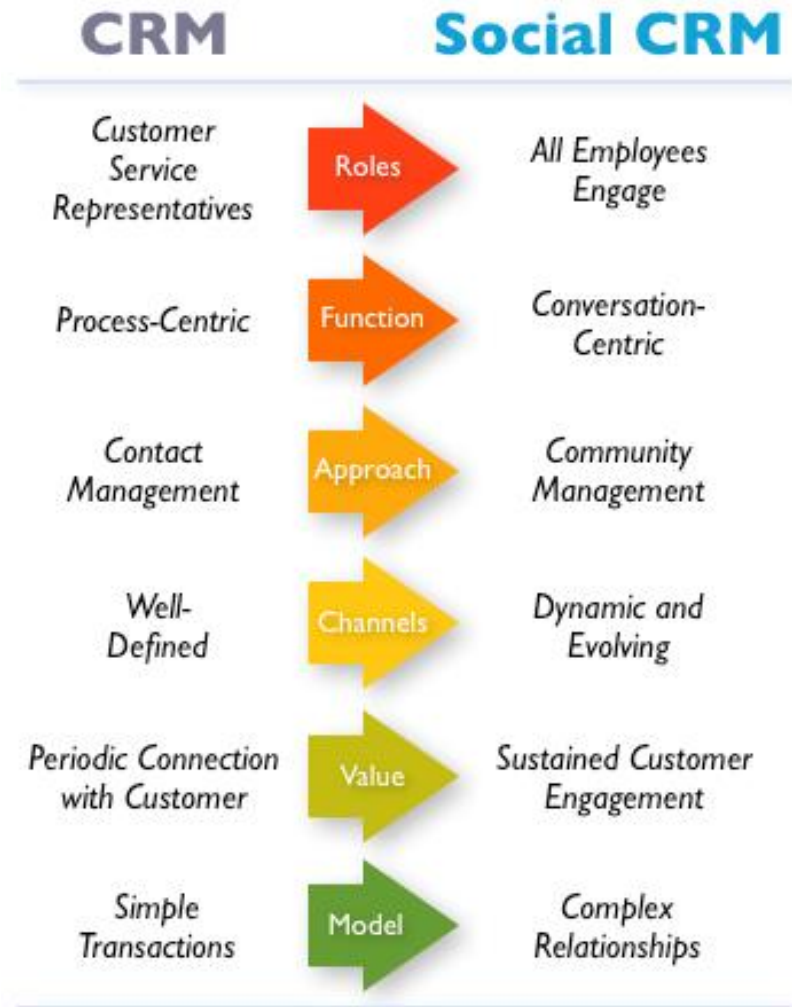 CRM
Social CRM
Customer
Service
Representatives
Roles
All Employees
Engage
Process-Centric
Function
Conversation-
Centric
Contact
Management
Approach
Community
Management
Well-
Defined
Channels
Dynamic and
Evolving
Periodic Connection
with Customer
Value
Sustained Customer
Engagement
Simple
Transactions
Model
Complex
Relationships